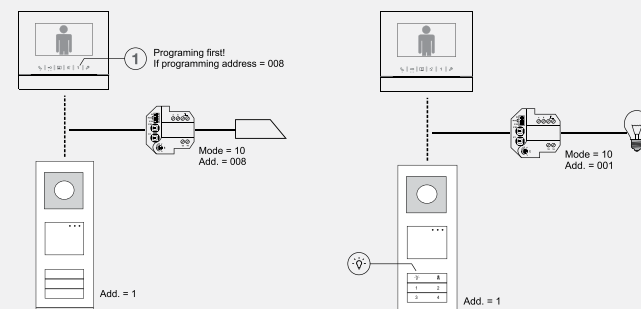 1
Programing first!
If programming address = 008
Mode = 10
Add. = 008
Add. = 1
Mode = 10
Add. = 001
1 2
3 4
Add. = 1